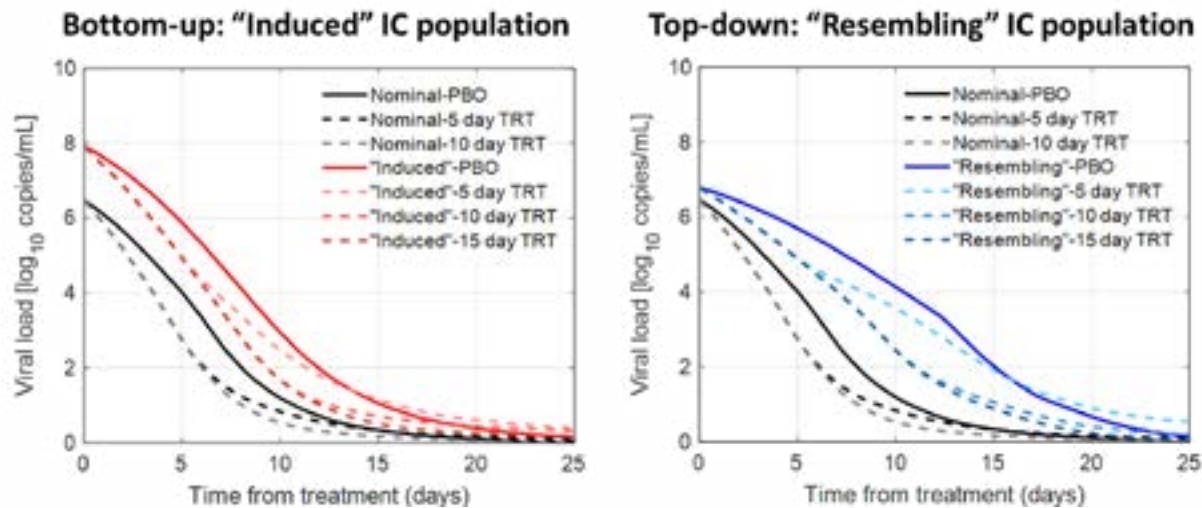 Bottom-up: “Induced” IC population
10
8
6
4
2
0
Viral load [log10 copies/mL]
Nominal-PBO
Nominal-5 day TRT
Nominal-10 day TRT
"Induced"-PBO
"Induced"-5 day TRT
"Induced"-10 day TRT
"Induced"-15 day TRT
0 5 10 15 20 25
Time from treatment (days)
Top-down: “Resembling” IC population
10
8
6
4
2
0
Viral load [log10 copies/mL]
Nominal-PBO
Nominal-5 day TRT
Nominal-10 day TRT
"Resembling"-PBO
"Resembling"-5 day TRT
"Resembling"-10 day TRT
"Resembling"-15 day TRT
0 5 10 15 20 25
Time from treatment (days)